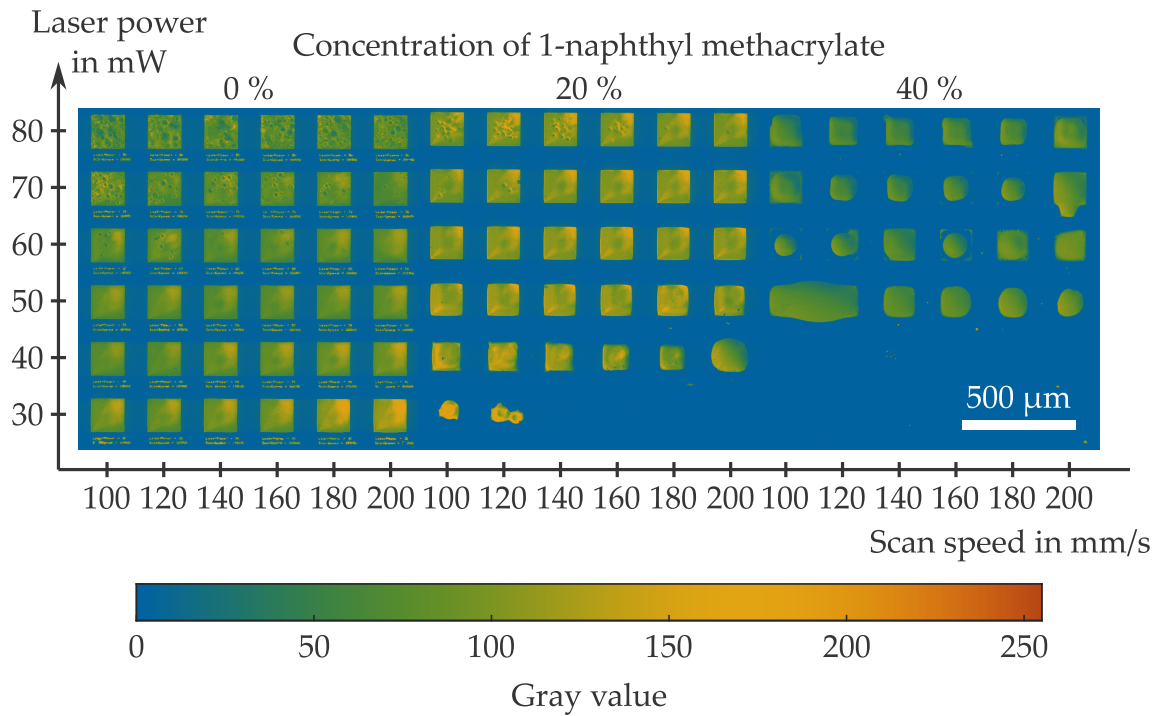 Laser power
in mW
Concentration of 1-naphthyl methacrylate
0 %
20 %
40 %
80
70
60
50
40
30
500 µm
100 120 140 160 180 200 100 120 140 160 180 200 100 120 140 160 180 200
Scan speed in mm/s
0
50
100
150
200
250
Gray value